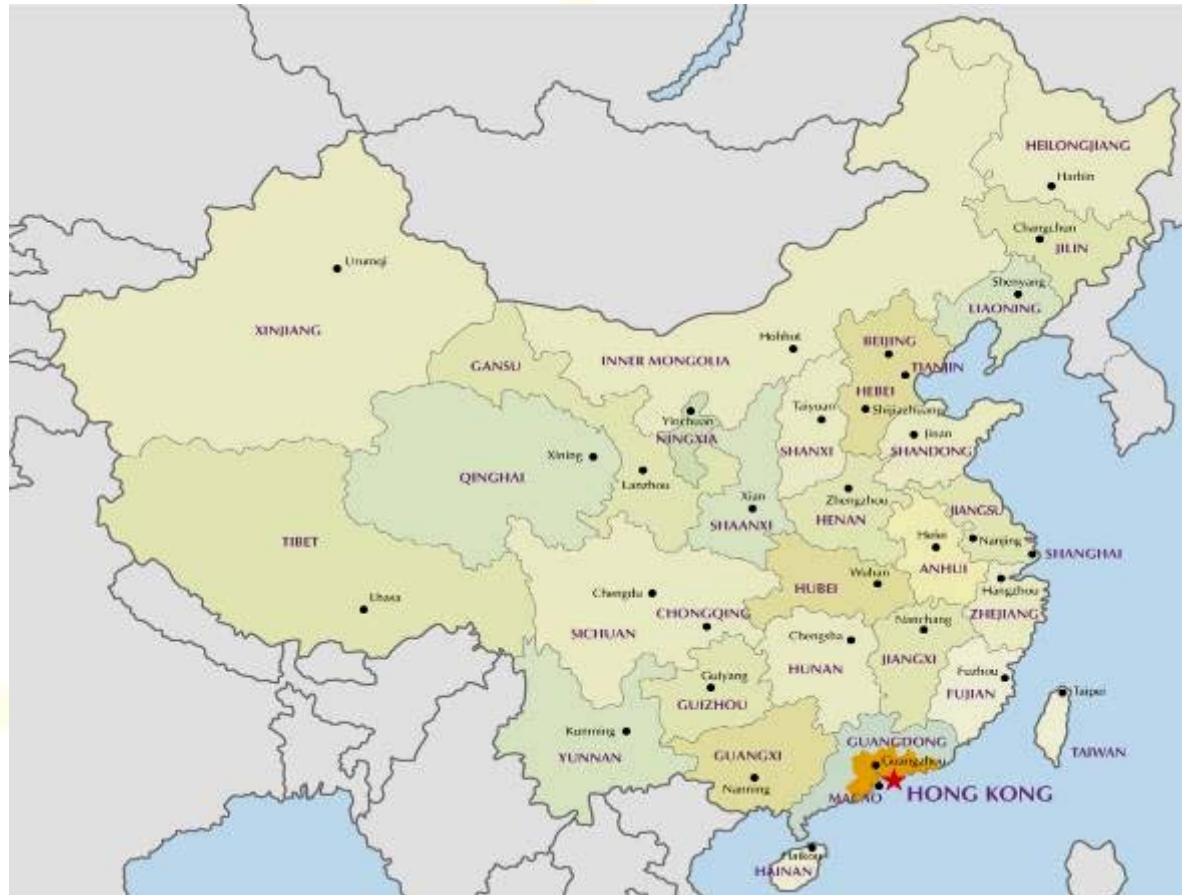 HEILONGJIANG
Harbin
Changchun
JILIN
Shenyang
LIAONING
Urumqi
XINJIANG
GANSU
INNER MONGOLIA
Hohhot
BEIJING
TIANJIN
HEBEI
Shijiazhuang
Taiyuan
SHANXI
Jinan
SHANDONG
Yinchuan
NINGXIA
QINGHAI
Xining
Lanzhou
Xian
SHAANXI
Zhengzhou
HENAN
JIANGSU
Nanjing
SHANGHAI
Hefei
ANHUI
TIBET
Lhasa
Chengdu
CHONGQING
SICHUAN
HUBEI
Wuhan
Hangzhou
ZHEJIANG
Nanchang
JIANGXI
Changsha
HUNAN
Guiyang
GUIZHOU
Fuzhou
FUJIAN
Taipei
TAIWAN
Kunming
YUNNAN
GUANGXI
Nanning
GUANGDONG
Guangzhou
MACAO
HONG KONG
Haikou
HAINAN